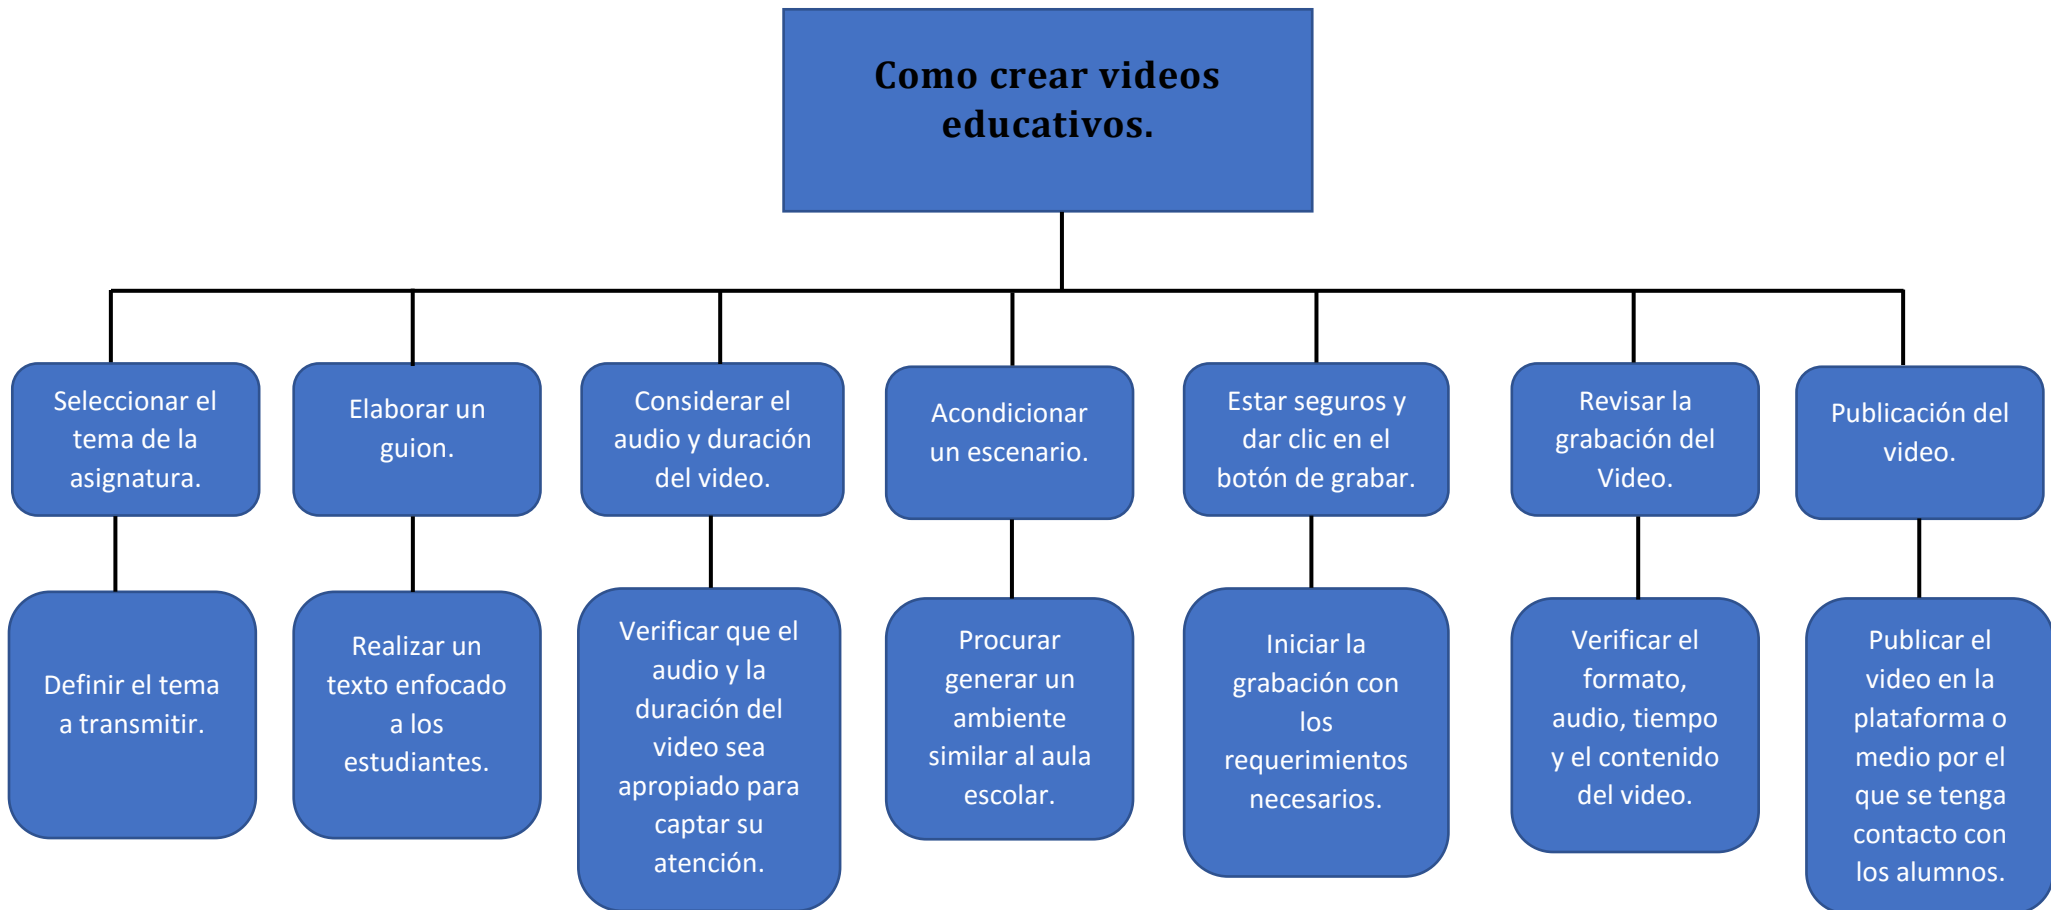 Como crear videos
educativos.
Seleccionar el
tema de la
asignatura.
Elaborar un
guion.
Considerar el
audio y duración
del video.
Acondicionar
un escenario.
Estar seguros y
dar clic en el
botón de grabar.
Revisar la
grabación del
Video.
Publicación del
video.
Definir el tema
a transmitir.
Realizar un
texto enfocado
a los
estudiantes.
Verificar que el
audio y la
duración del
video sea
apropiado para
captar su
atención.
Procurar
generar un
ambiente
similar al aula
escolar.
Iniciar la
grabación con
los
requerimientos
necesarios.
Verificar el
formato,
audio, tiempo
y el contenido
del video.
Publicar el
video en la
plataforma o
medio por el
que se tenga
contacto con
los alumnos.